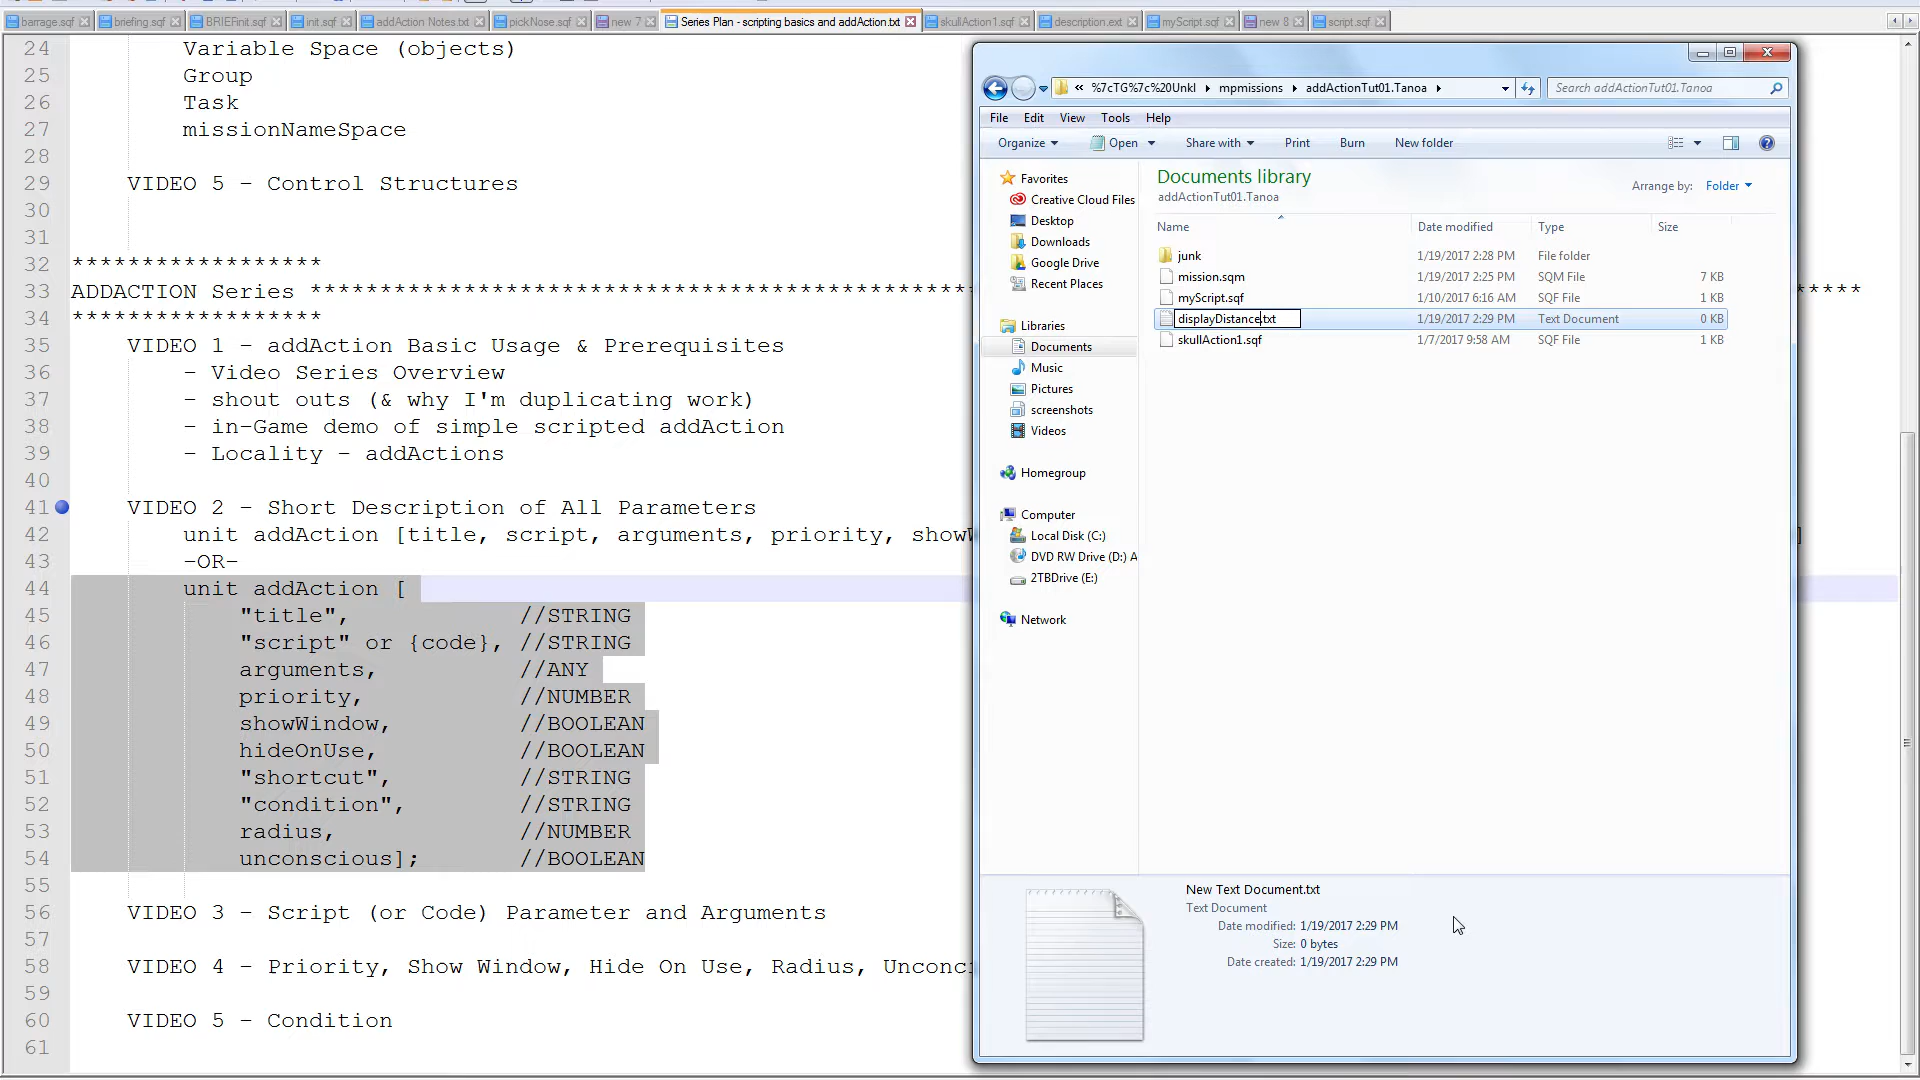 barrage.sqf briefing.sqf BRIEFinit.sqf init.sqf addAction Notes.txt pickNose.sqf new 7 Series Plan - scripting basics and addAction.txt skullAction1.sqf description.ext myScript.sqf new 8 script.sqf
24 Variable Space (objects)
25 Group
26 Task
27 missionNameSpace
28
29 VIDEO 5 - Control Structures
30
31
32 ******************
33 ADDACTION Series ***********************************************
34 ******************
35 VIDEO 1 - addAction Basic Usage & Prerequisites
36 - Video Series Overview
37 - shout outs (& why I'm duplicating work)
38 - in-Game demo of simple scripted addAction
39 - Locality - addActions
40
41 VIDEO 2 - Short Description of All Parameters
42 unit addAction [title, script, arguments, priority, showW
43 -OR-
44 unit addAction [
45 "title", //STRING
46 "script" or {code}, //STRING
47 arguments, //ANY
48 priority, //NUMBER
49 showWindow, //BOOLEAN
50 hideOnUse, //BOOLEAN
51 "shortcut", //STRING
52 "condition", //STRING
53 radius, //NUMBER
54 unconscious]; //BOOLEAN
55
56 VIDEO 3 - Script (or Code) Parameter and Arguments
57
58 VIDEO 4 - Priority, Show Window, Hide On Use, Radius, Unconci
59
60 VIDEO 5 - Condition
61
« %7cTG%7c%20Unkl mpmissions addActionTut01.Tanoa Search addActionTut01.Tanoa
File Edit View Tools Help
Organize Open Share with Print Burn New folder
Favorites
Creative Cloud Files
Desktop
Downloads
Google Drive
Recent Places
Libraries
Documents
Music
Pictures
screenshots
Videos
Homegroup
Computer
Local Disk (C:)
DVD RW Drive (D:) A
2TBDrive (E:)
Network
Documents library
addActionTut01.Tanoa
Arrange by: Folder
Name Date modified Type Size
junk 1/19/2017 2:28 PM File folder
mission.sqm 1/19/2017 2:25 PM SQM File 7 KB
myScript.sqf 1/10/2017 6:16 AM SQF File 1 KB
displayDistance.txt 1/19/2017 2:29 PM Text Document 0 KB
skullAction1.sqf 1/7/2017 9:58 AM SQF File 1 KB
New Text Document.txt
Text Document
Date modified: 1/19/2017 2:29 PM
Size: 0 bytes
Date created: 1/19/2017 2:29 PM